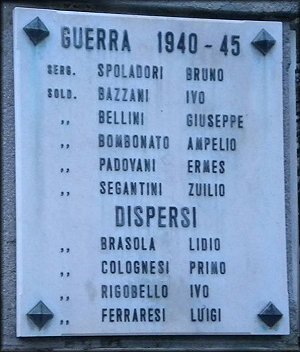 GUERRA 1940-45
SERG. SPOLADORI BRUNO
SOLD. BAZZANI IVO
,, BELLINI GIUSEPPE
,, BOMBONATO AMPELIO
,, PADOVANI ERMES
,, SEGANTINI ZUILIO
DISPERSI
,, BRASOLA LIDIO
,, COLOGNESI PRIMO
,, RIGOBELLO IVO
,, FERRARESI LUIGI